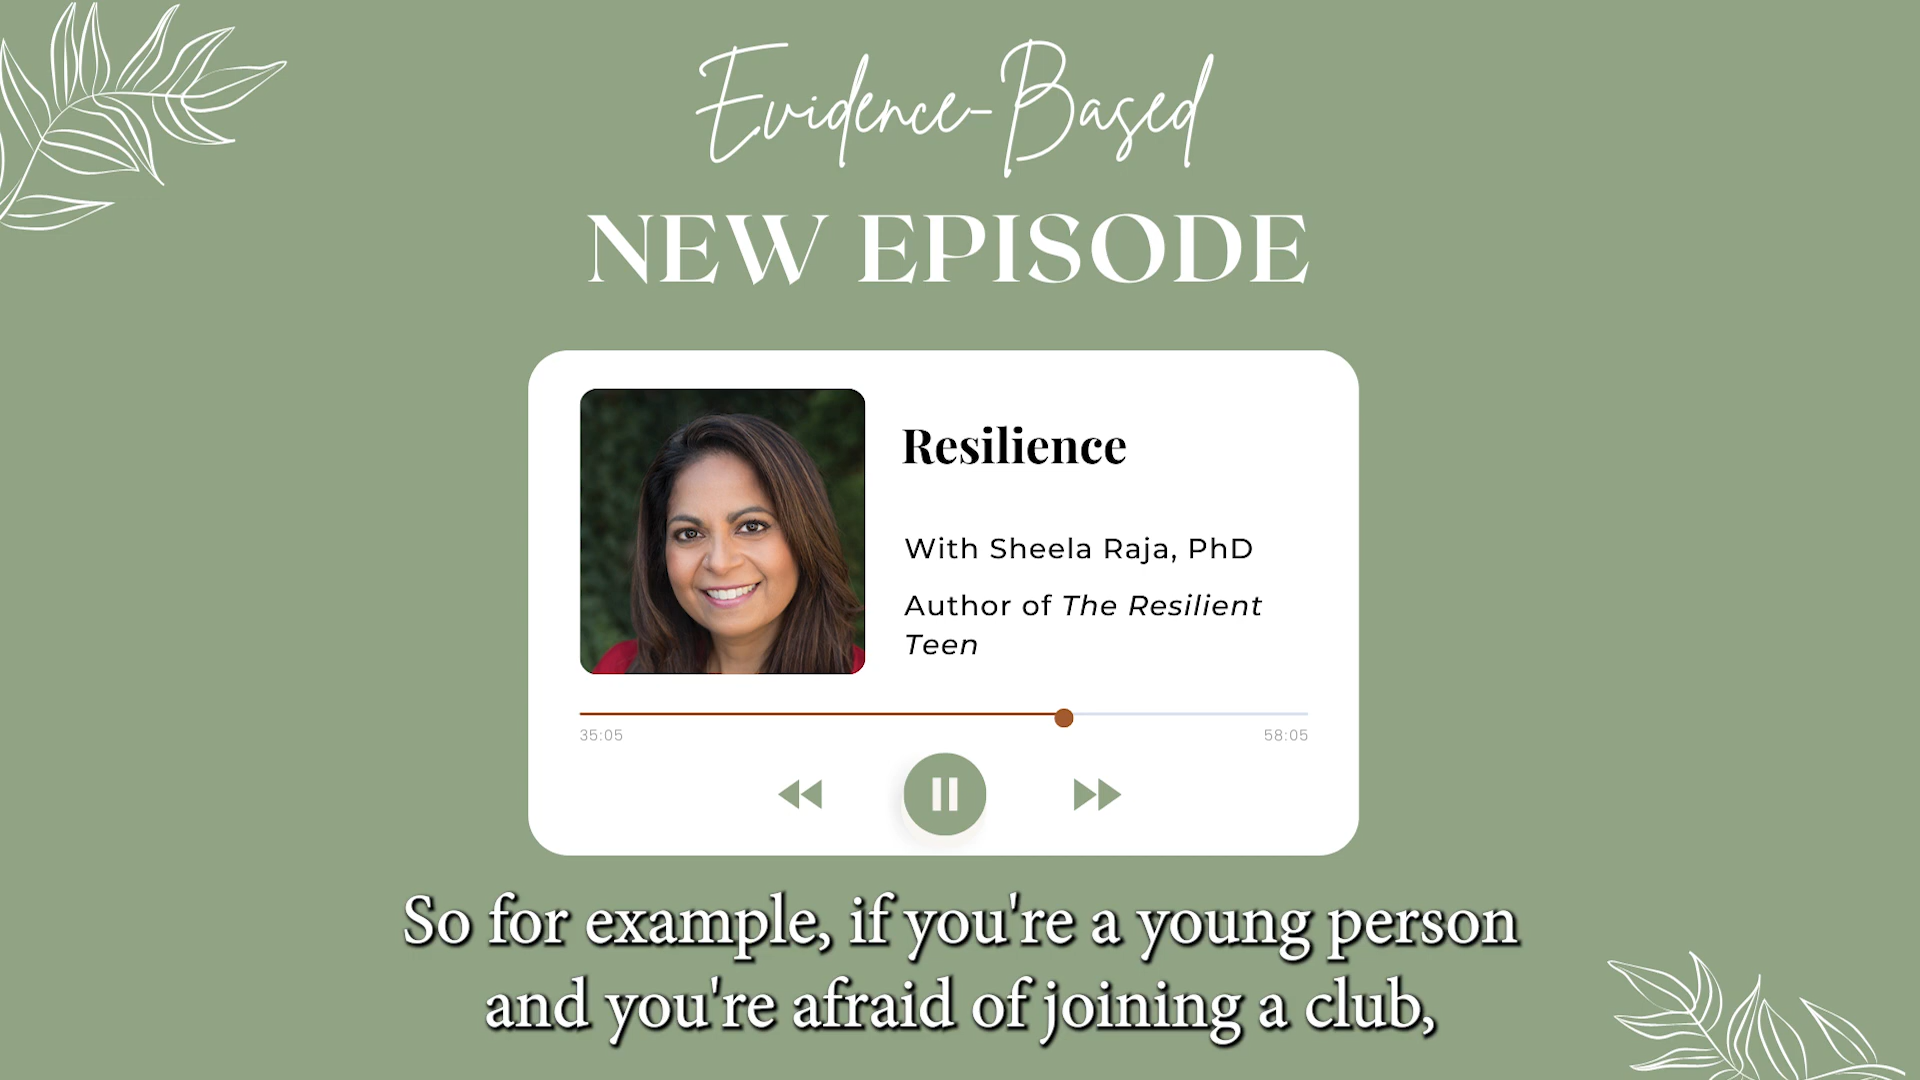 Evidence-Based
NEW EPISODE
Resilience
With Sheela Raja, PhD
Author of The Resilient
Teen
35:05
58:05
So for example, if you're a young person
and you're afraid of joining a club,